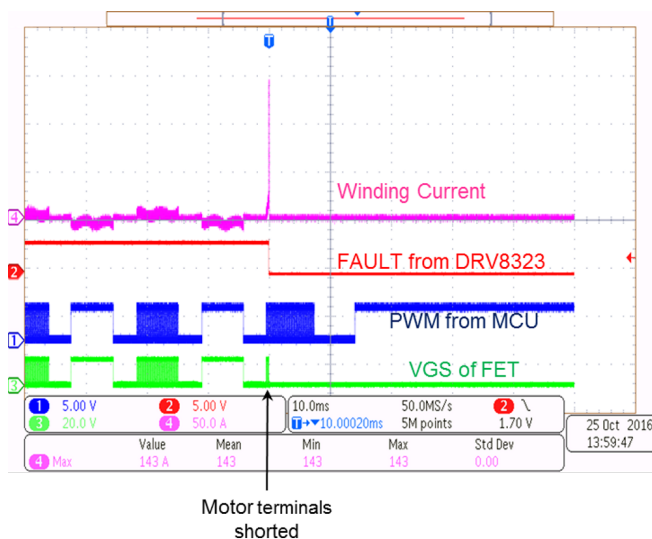 T
T
Winding Current
4
FAULT from DRV8323
2
PWM from MCU
1
VGS of FET
3
1 5.00 V 2 5.00 V
3 20.0 V 4 50.0 A
10.0ms 50.0MS/s
T→▼10.00020ms 5M points
2 \
1.70 V
25 Oct 2016
13:59:47
Value Mean Min Max Std Dev
4 Max 143 A 143 143 143 0.00
Motor terminals
shorted